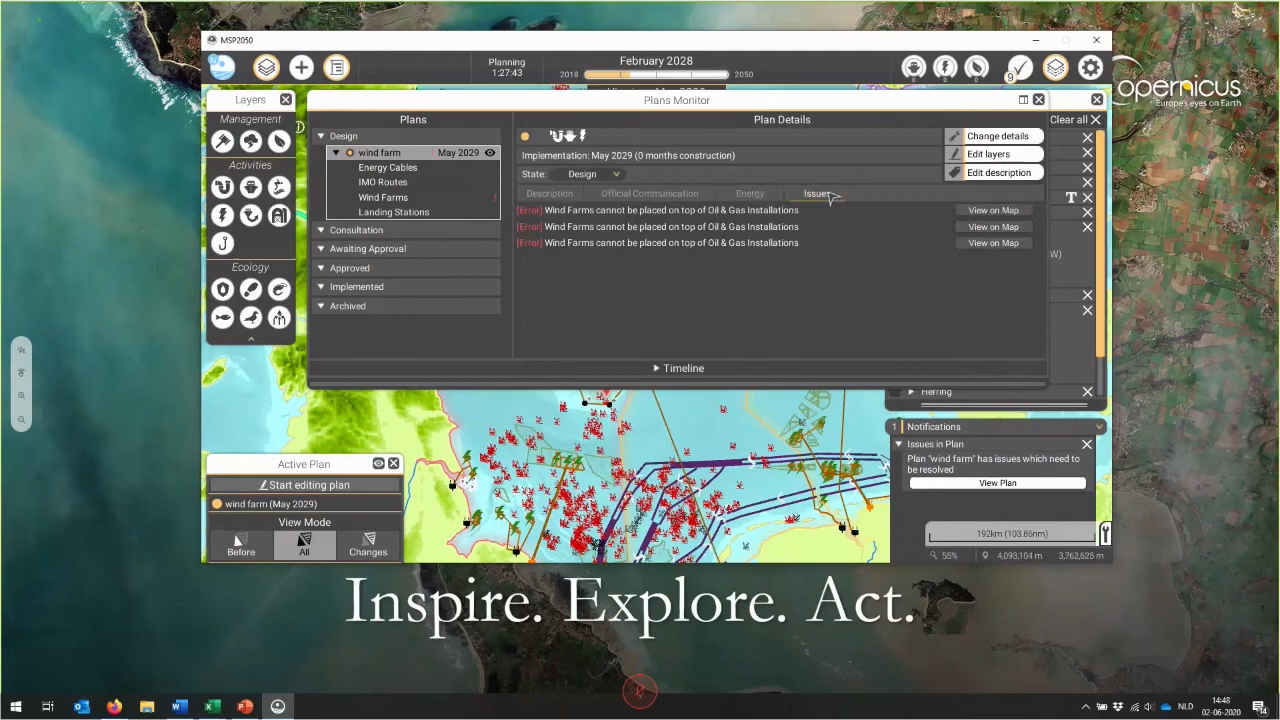 MSP2050
Planning
1:27:43
February 2028
2018
2050
9
opernicus
Europe's eyes on Earth
Layers
Management
Activities
Ecology
Plans Monitor
Clear all
Plans
Plan Details
Design
wind farm
May 2029
Energy Cables
IMO Routes
Wind Farms
Landing Stations
Consultation
Awaiting Approval
Approved
Implemented
Archived
Change details
Implementation: May 2029 (0 months construction)
Edit layers
State:
Design
Edit description
Description
Official Communication
Energy
Issues
[Error] Wind Farms cannot be placed on top of Oil & Gas Installations
View on Map
[Error] Wind Farms cannot be placed on top of Oil & Gas Installations
View on Map
[Error] Wind Farms cannot be placed on top of Oil & Gas Installations
View on Map
T
W)
Timeline
Herring
1
Notifications
Issues in Plan
Plan "wind farm" has issues which need
to be resolved
View Plan
Active Plan
Start editing plan
wind farm (May 2029)
View Mode
Before
All
Changes
192km (103.86nm)
55%
4,093,104 m
3,762,625 m
Inspire. Explore. Act.
NLD
14:48
02-06-2020
14